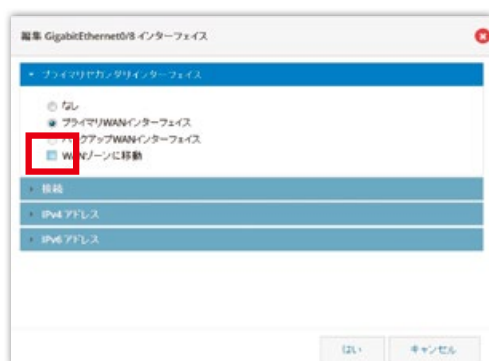 編集 GigabitEthernet0/8 インターフェイス
プライマリセカンダリインターフェイス
なし
プライマリWANインターフェイス
バックアップWANインターフェイス
WANゾーンに移動
接続
IPv4 アドレス
IPv6 アドレス
はい
キャンセル